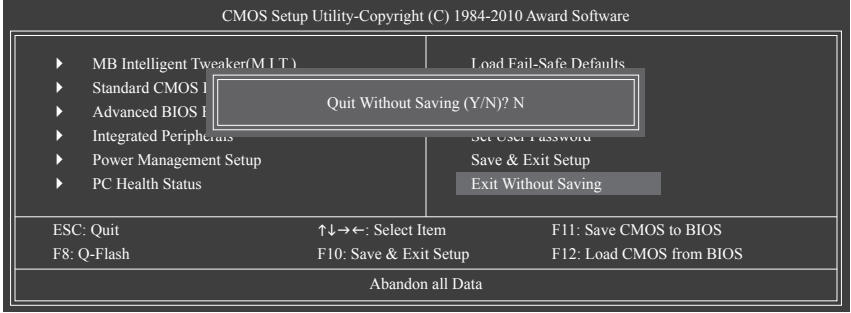 CMOS Setup Utility-Copyright (C) 1984-2010 Award Software
MB Intelligent Tweaker(M.I.T.)
Load Fail-Safe Defaults
Standard CMOS
Quit Without Saving (Y/N)? N
Advanced BIOS
Integrated Peripherals
Set User Password
Power Management Setup
Save & Exit Setup
PC Health Status
Exit Without Saving
ESC: Quit
↑↓→←: Select Item
F11: Save CMOS to BIOS
F8: Q-Flash
F10: Save & Exit Setup
F12: Load CMOS from BIOS
Abandon all Data